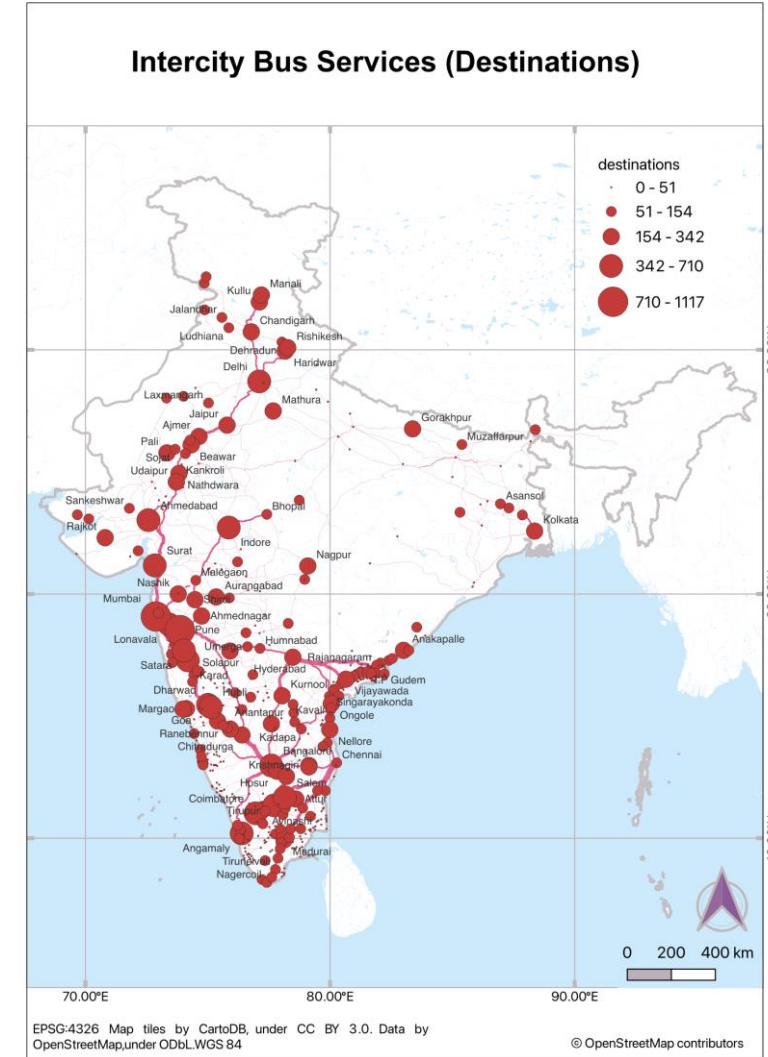 Intercity Bus Services (Destinations)
destinations
0 - 51
51 - 154
154 - 342
342 - 710
710 - 1117
Manali
Kullu
Jalandhar
Chandigarh
Ludhiana
Rishikesh
Dehradun
Haridwar
Delhi
Laxmangarh
Mathura
Jaipur
Gorakhpur
Ajmer
Muzaffarpur
Pali
Sojat
Beawar
Udaipur
Kankroli
Nathdwara
Sankeshwar
Asansol
Ahmedabad
Bhopal
Rajkot
Kolkata
Indore
Surat
Nagpur
Malegaon
Nashik
Aurangabad
Mumbai
Shirdi
Ahmednagar
Pune
Lonavala
Umerga
Humnabad
Anakapalle
Rajanagaram
Satara
Solapur
Hyderabad
Karad
T.P Gudem
Kurnool
Dharwad
Hubli
Vijayawada
Margao
Singarayakonda
Anantapur
Kavali
Goa
Ongole
Ranebennur
Kadapa
Nellore
Chitradurga
Bangalore
Chennai
Krishnagiri
Hosur
Salem
Coimbatore
Attur
Tirupur
Avinashi
Angamaly
Madurai
Tirunelveli
Nagercoil
0 200 400 km
70.00°E 80.00°E 90.00°E
EPSG:4326 Map tiles by CartoDB, under CC BY 3.0. Data by
OpenStreetMap,under ODbL.WGS 84
© OpenStreetMap contributors